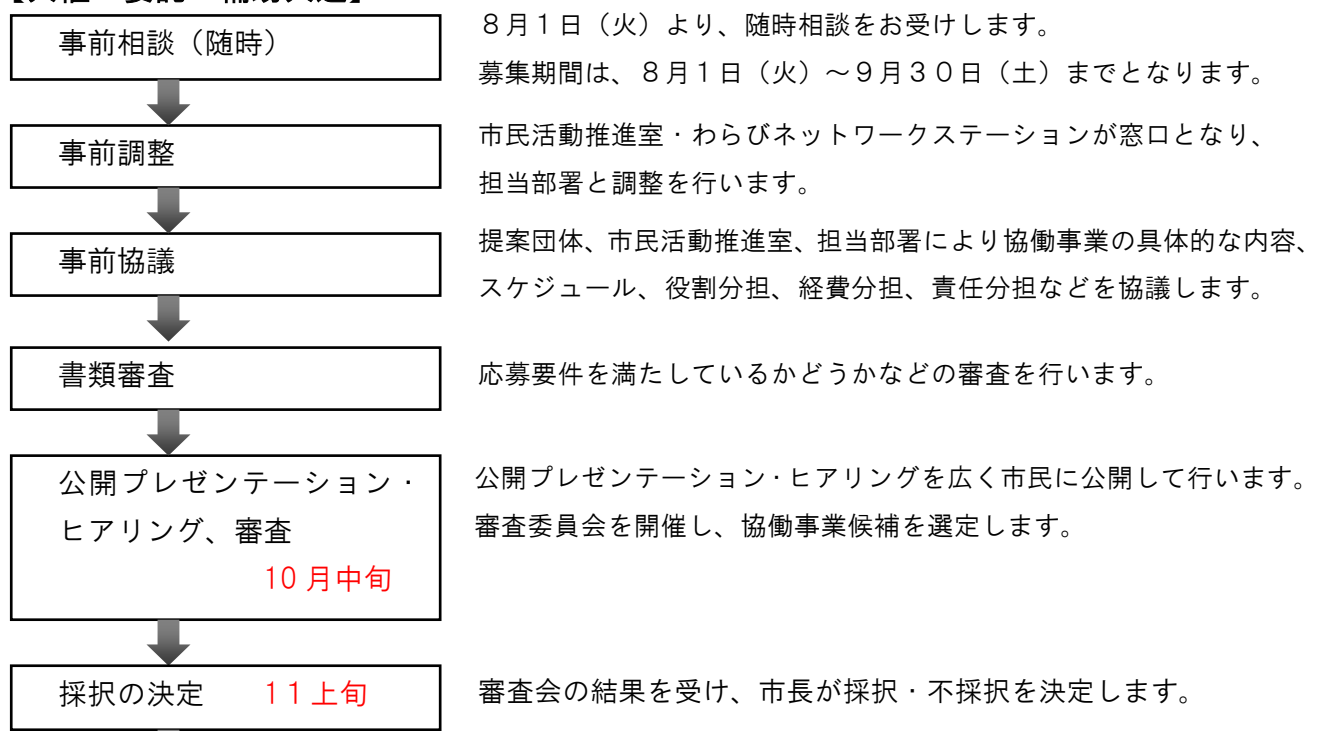 事前相談（随時）
８月１日（火）より、随時相談をお受けします。
募集期間は、８月１日（火）～９月３０日（土）までとなります。
事前調整
市民活動推進室・わらびネットワークステーションが窓口となり、
担当部署と調整を行います。
事前協議
提案団体、市民活動推進室、担当部署により協働事業の具体的な内容、
スケジュール、役割分担、経費分担、責任分担などを協議します。
書類審査
応募要件を満たしているかどうかなどの審査を行います。
公開プレゼンテーション・
ヒアリング、審査
10月中旬
公開プレゼンテーション・ヒアリングを広く市民に公開して行います。
審査委員会を開催し、協働事業候補を選定します。
採択の決定　１１上旬
審査会の結果を受け、市長が採択・不採択を決定します。